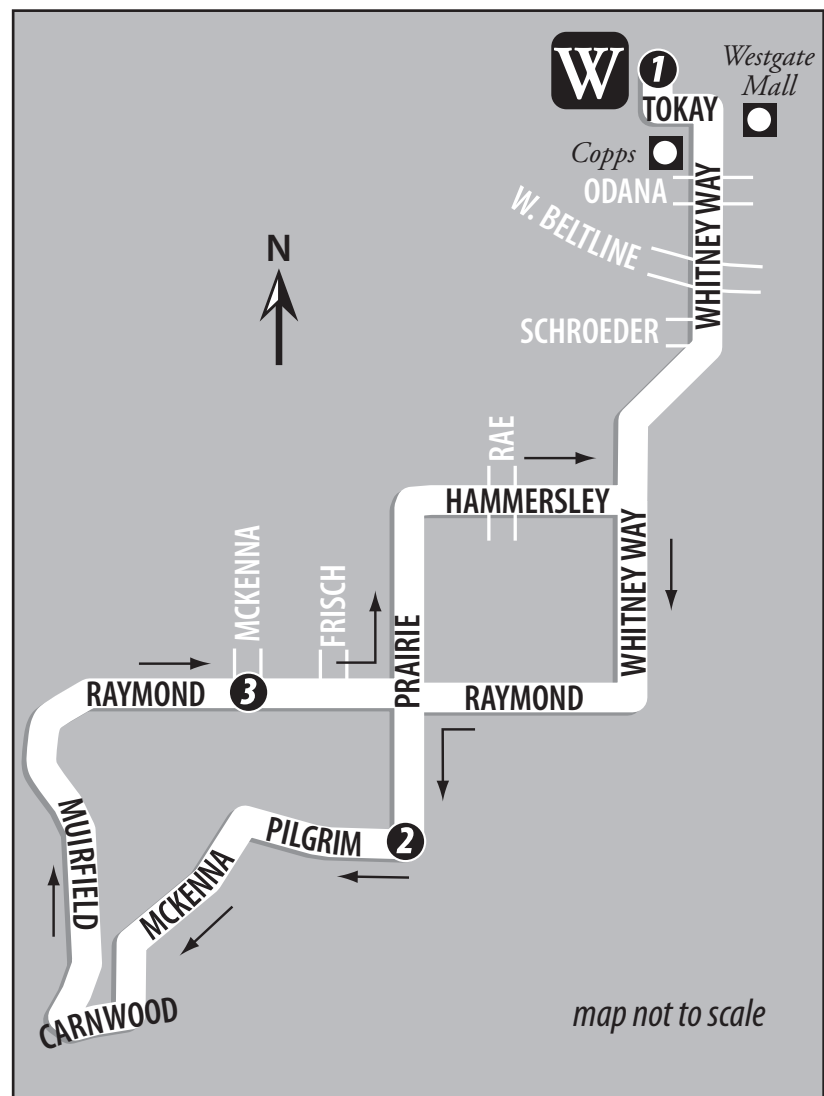 W
1
Westgate
Mall
TOKAY
Copps
ODANA
WHITNEY WAY
W. BELTLINE
N
SCHROEDER
RAE
HAMMERSLEY
WHITNEY WAY
MCKENNA
FRISCH
PRAIRIE
RAYMOND
3
RAYMOND
MUIRFIELD
PILGRIM
2
MCKENNA
CARNWOOD
map not to scale